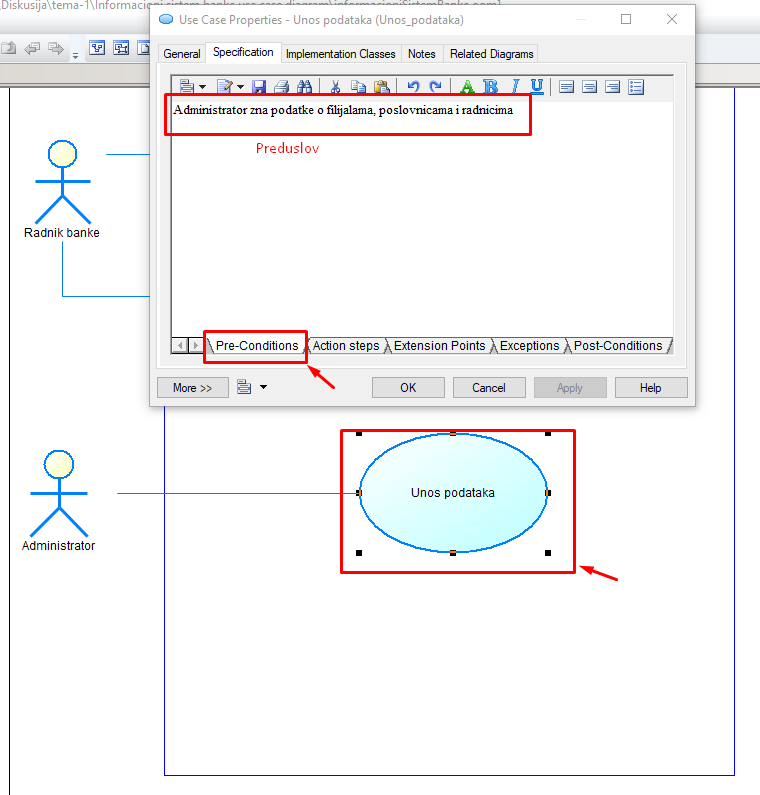 ,Diskusija\tema-1\Informacioni sistem banke use case diagram\informacioniSistemBanke.oom]
Use Case Properties - Unos podataka (Unos_podataka)
General Specification Implementation Classes Notes Related Diagrams
A B I U
Administrator zna podatke o filijalama, poslovnicama i radnicima
Preduslov
Radnik banke
Pre-Conditions Action steps Extension Points Exceptions Post-Conditions
More >> OK Cancel Apply Help
Unos podataka
Administrator